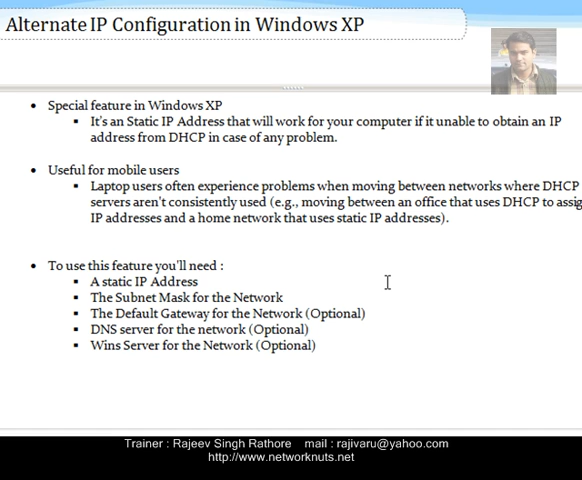 Alternate IP Configuration in Windows XP
• Special feature in Windows XP
▪ It's an Static IP Address that will work for your computer if it unable to obtain an IP
address from DHCP in case of any problem.
• Useful for mobile users
▪ Laptop users often experience problems when moving between networks where DHCP
servers aren't consistently used (e.g., moving between an office that uses DHCP to assig
IP addresses and a home network that uses static IP addresses).
• To use this feature you'll need :
▪ A static IP Address
▪ The Subnet Mask for the Network
▪ The Default Gateway for the Network (Optional)
▪ DNS server for the network (Optional)
▪ Wins Server for the Network (Optional)
Trainer : Rajeev Singh Rathore mail : rajivaru@yahoo.com
http://www.networknuts.net